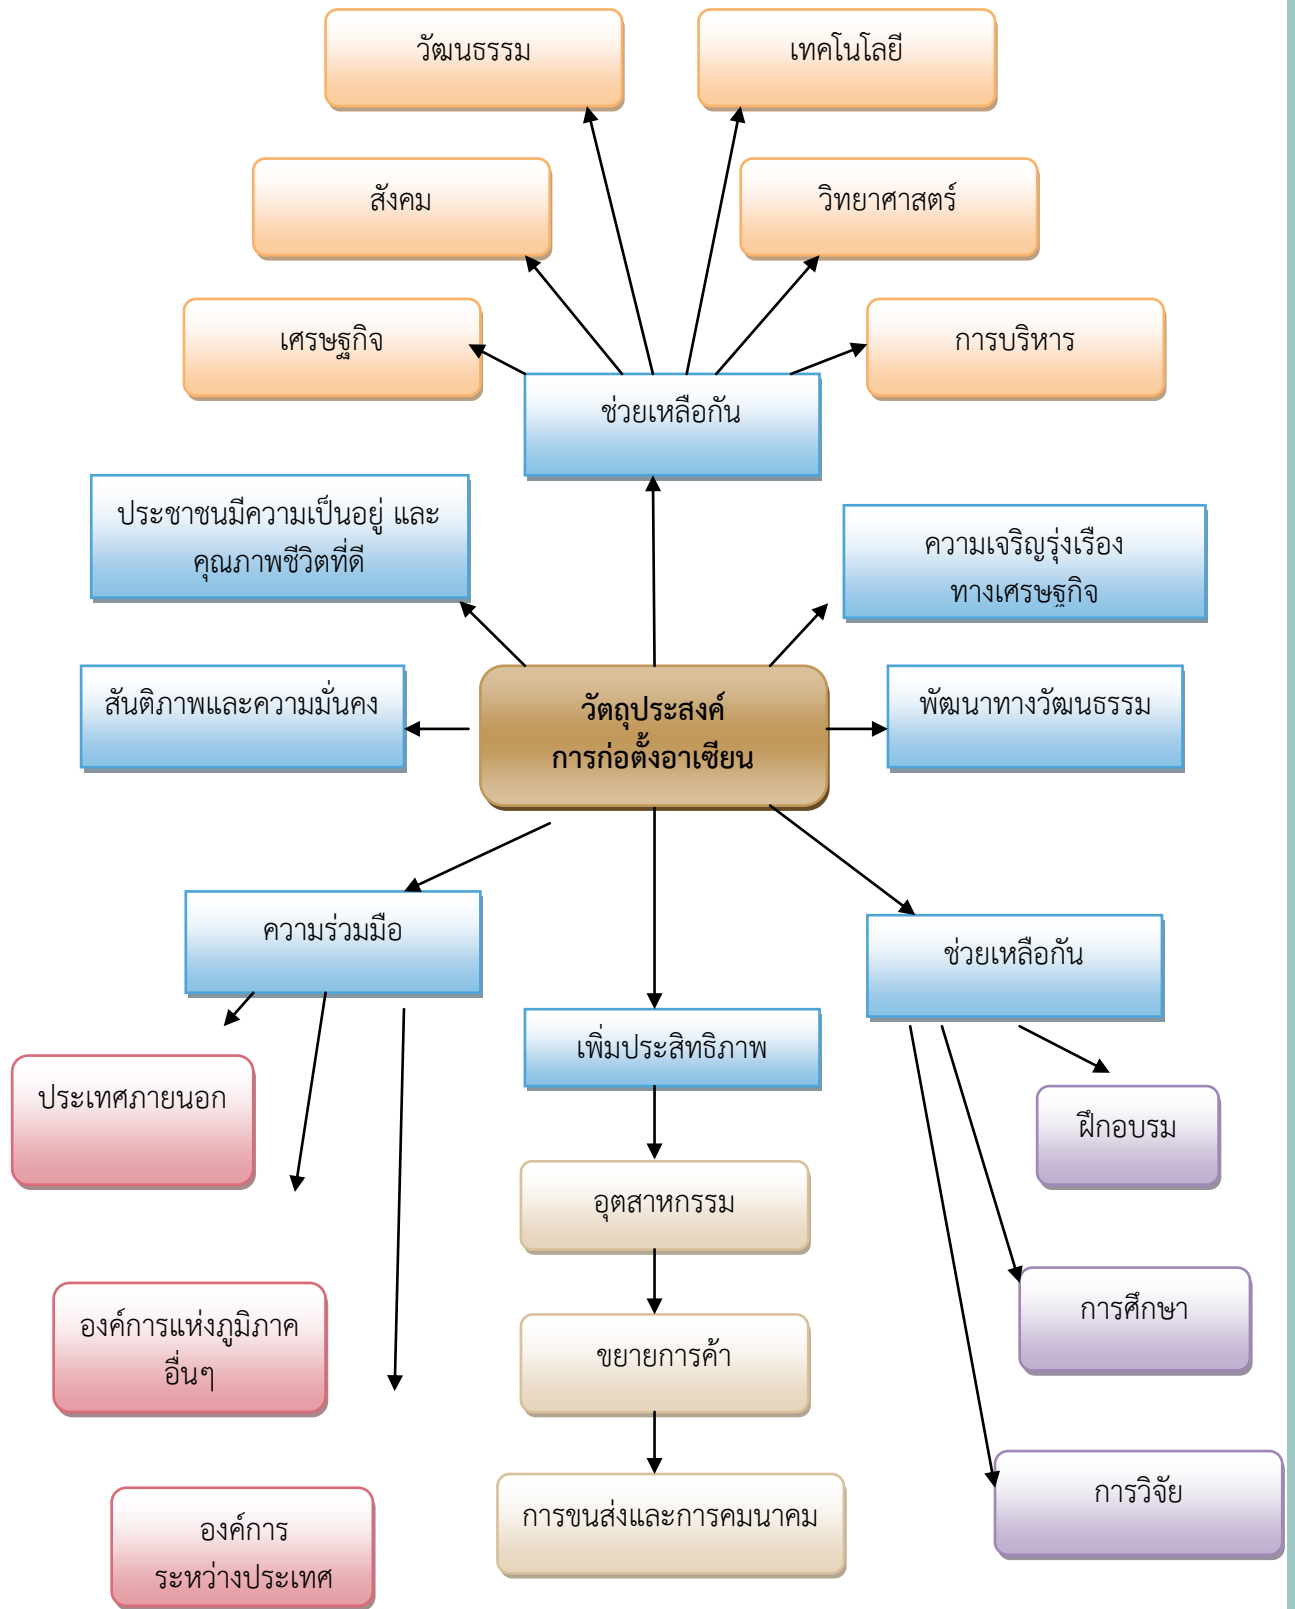 วัฒนธรรม
เทคโนโลยี
สังคม
วิทยาศาสตร์
เศรษฐกิจ
การบริหาร
ช่วยเหลือกัน
ประชาชนมีความเป็นอยู่ และ
คุณภาพชีวิตที่ดี
ความเจริญรุ่งเรือง
ทางเศรษฐกิจ
สันติภาพและความมั่นคง
วัตถุประสงค์
การก่อตั้งอาเซียน
พัฒนาทางวัฒนธรรม
ความร่วมมือ
ช่วยเหลือกัน
เพิ่มประสิทธิภาพ
ประเทศภายนอก
ฝึกอบรม
อุตสาหกรรม
องค์การแห่งภูมิภาค
อื่นๆ
การศึกษา
ขยายการค้า
การวิจัย
การขนส่งและการคมนาคม
องค์การ
ระหว่างประเทศ